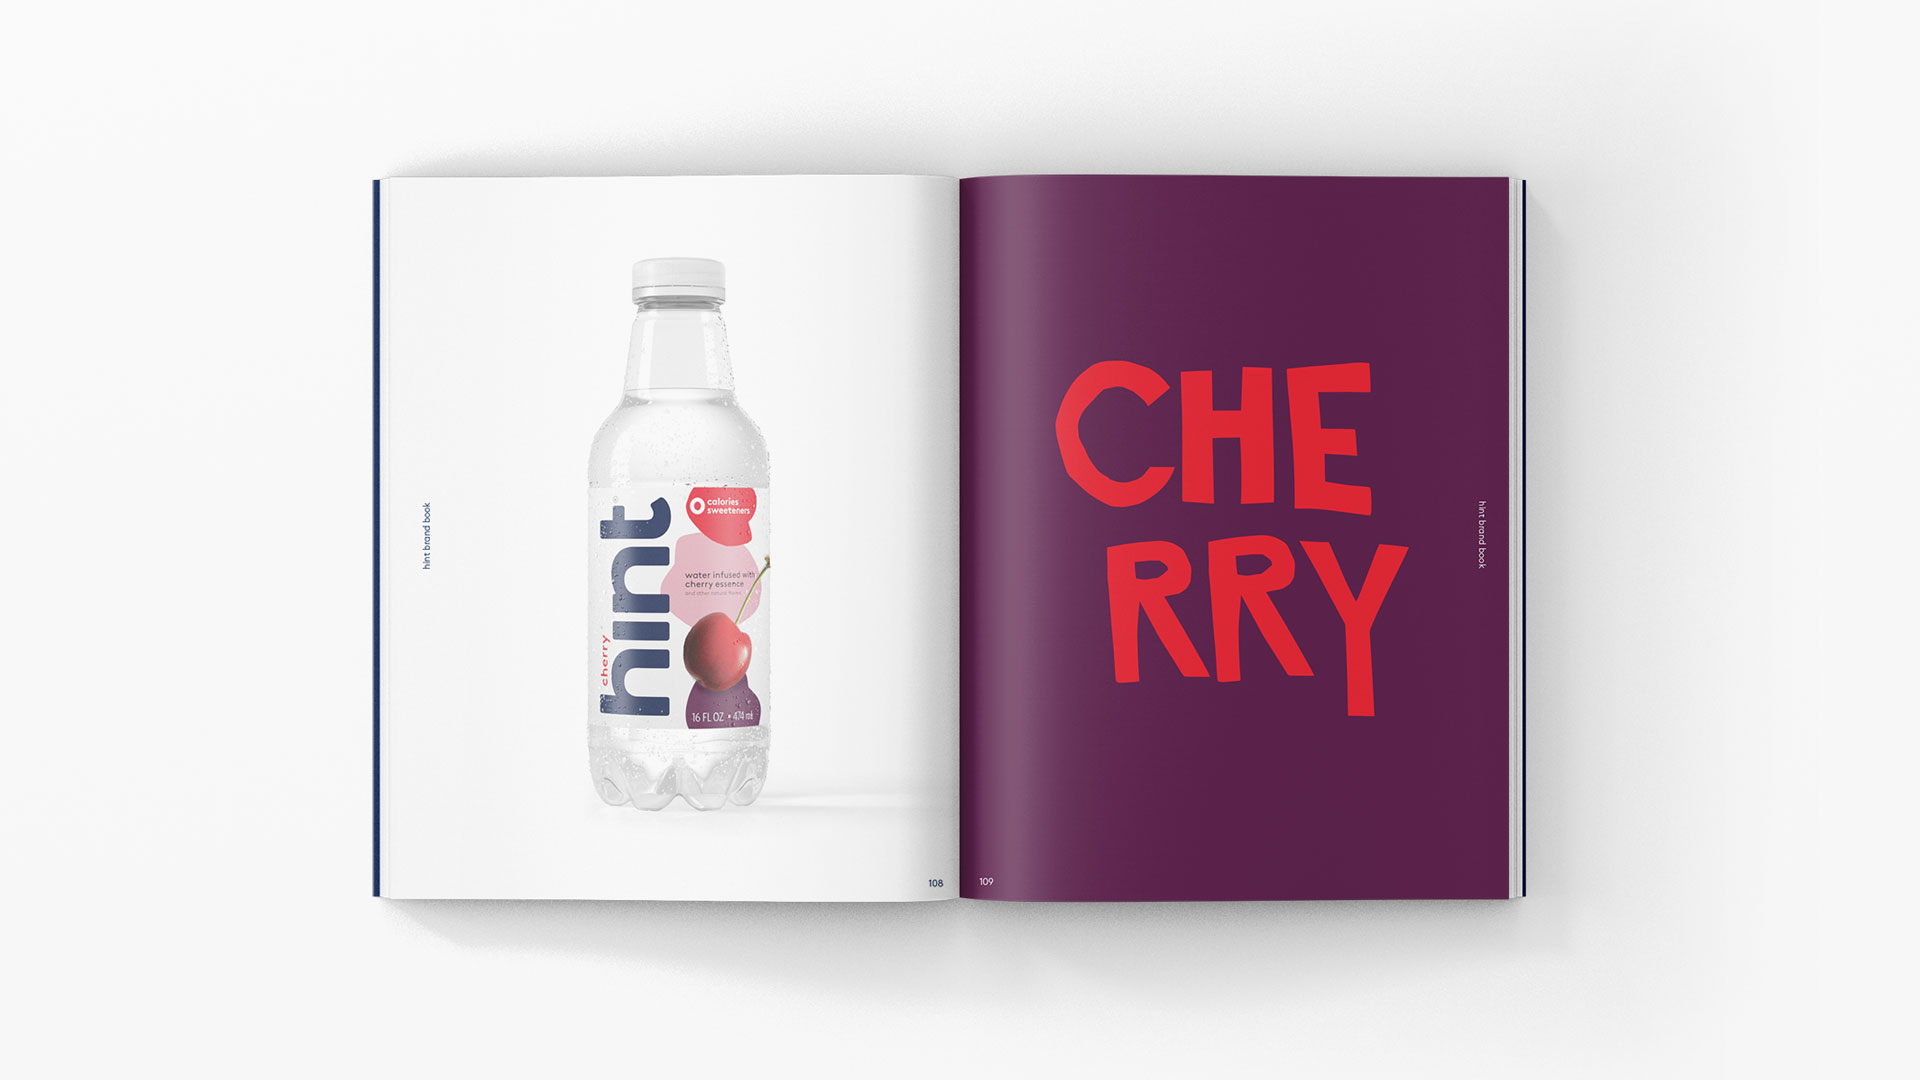 hint brand book
cherry
hint®
0 calories
sweeteners
water infused with
cherry essence
and other natural flavors
16 FL OZ • 474 mL
108
CHE
RRY
hint brand book
109